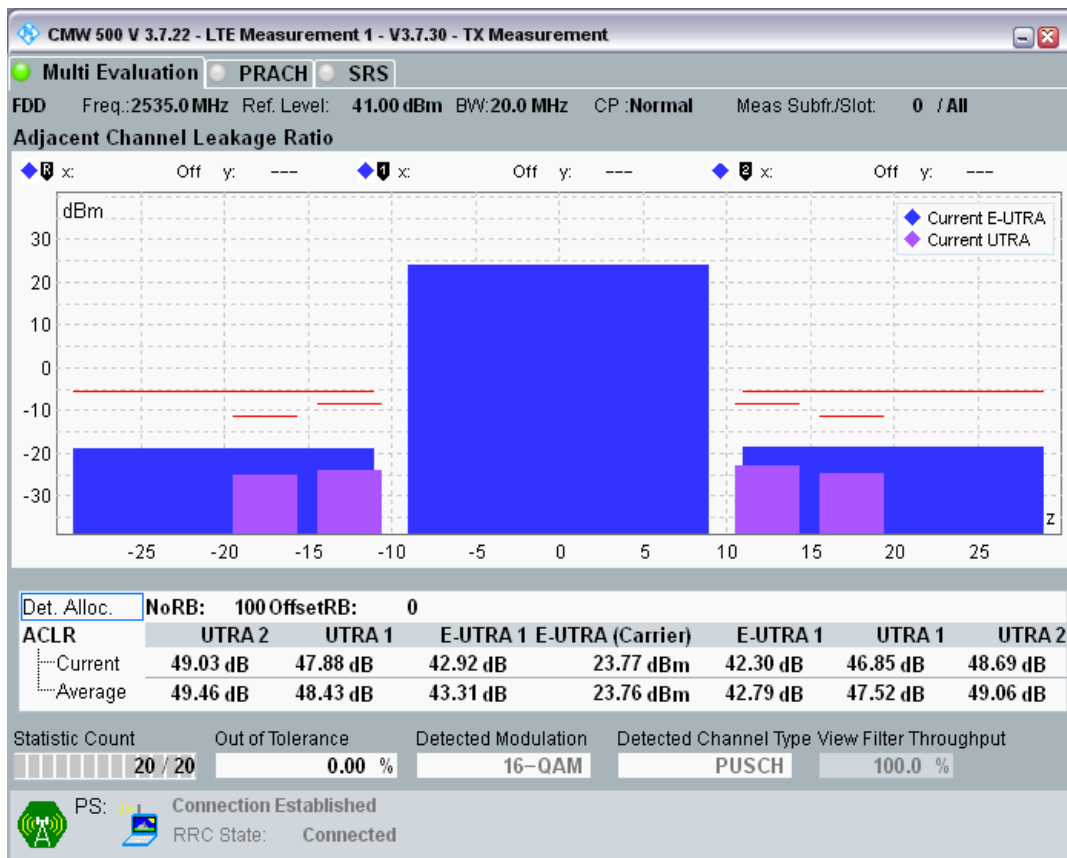 CMW 500 V 3.7.22 - LTE Measurement 1 - V3.7.30 - TX Measurement
Multi Evaluation PRACH SRS
FDD Freq.:2535.0 MHz Ref. Level: 41.00 dBm BW:20.0 MHz CP :Normal Meas Subfr./Slot: 0 / All
Adjacent Channel Leakage Ratio
R x: Off y: --- 1 x: Off y: --- 2 x: Off y: ---
dBm
Current E-UTRA
Current UTRA
30
20
10
0
-10
-20
-30
z
-25 -20 -15 -10 -5 0 5 10 15 20 25
Det. Alloc. NoRB: 100 OffsetRB: 0
ACLR UTRA 2 UTRA 1 E-UTRA 1 E-UTRA (Carrier) E-UTRA 1 UTRA 1 UTRA 2
Current 49.03 dB 47.88 dB 42.92 dB 23.77 dBm 42.30 dB 46.85 dB 48.69 dB
Average 49.46 dB 48.43 dB 43.31 dB 23.76 dBm 42.79 dB 47.52 dB 49.06 dB
Statistic Count Out of Tolerance Detected Modulation Detected Channel Type View Filter Throughput
20 / 20 0.00 % 16-QAM PUSCH 100.0 %
PS: Connection Established
RRC State: Connected